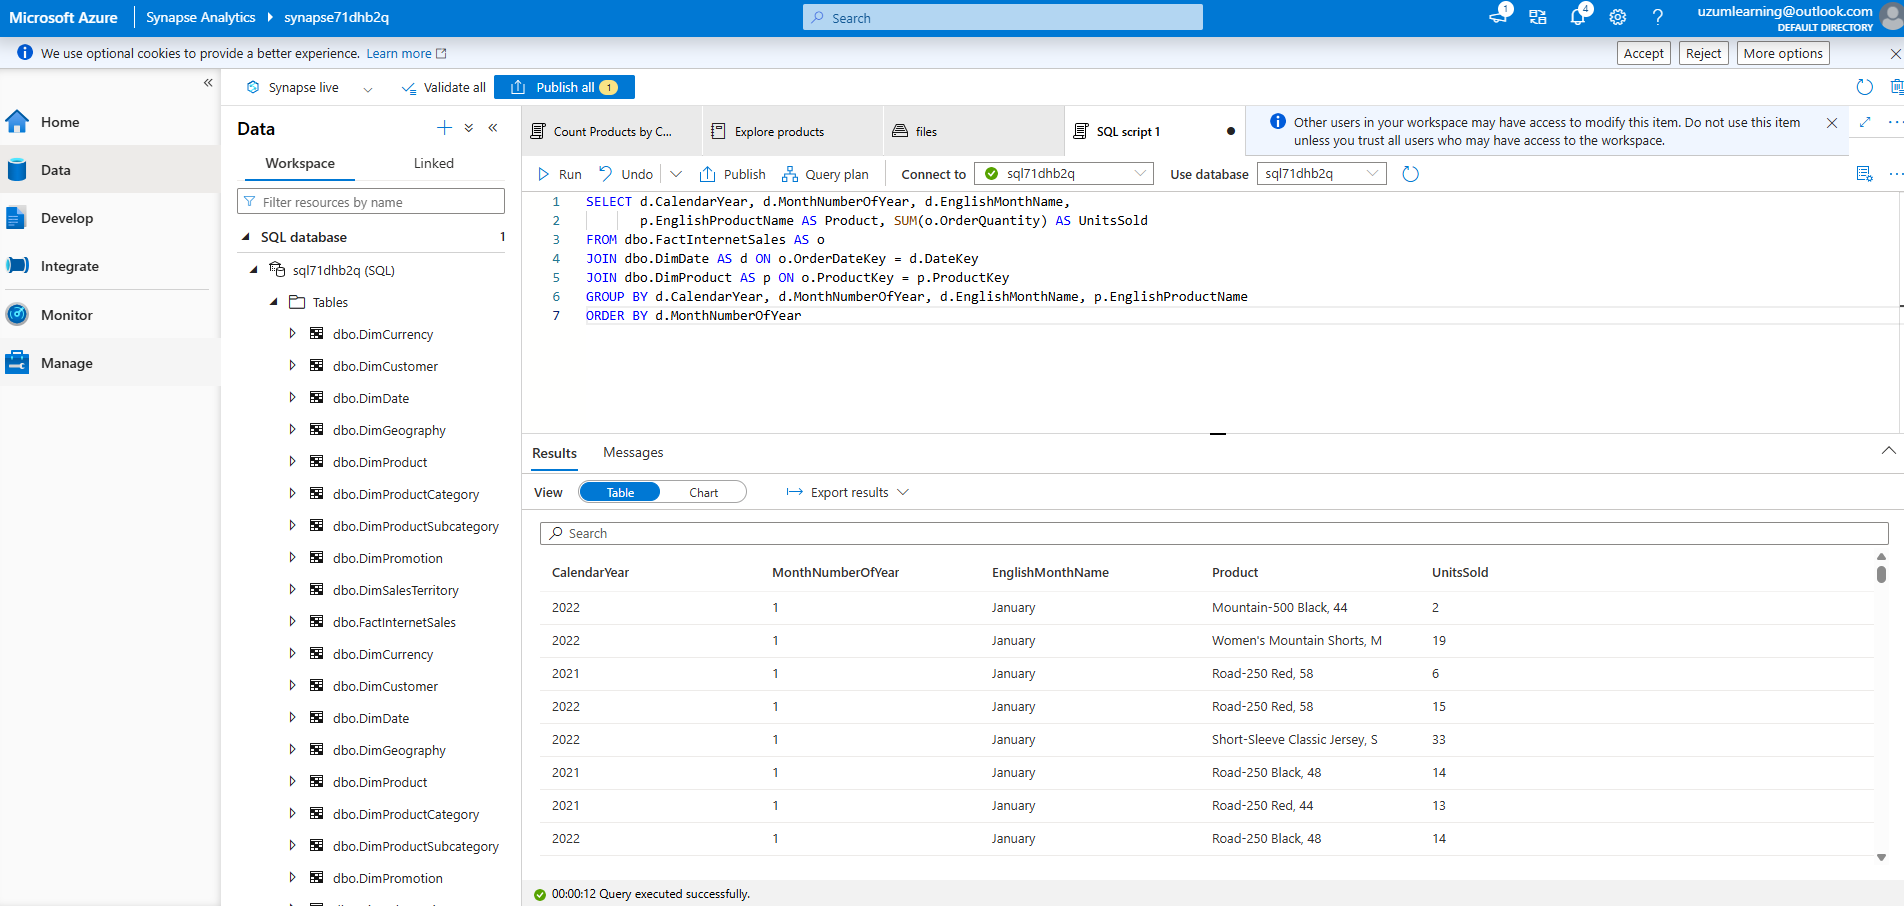 Microsoft Azure
Synapse Analytics
synapse71dhb2q
Search
1
4
uzumlearning@outlook.com
DEFAULT DIRECTORY
We use optional cookies to provide a better experience. Learn more
Accept
Reject
More options
Synapse live
Validate all
Publish all 1
Home
Data
Develop
Integrate
Monitor
Manage
Data
Workspace
Linked
Filter resources by name
SQL database 1
sql71dhb2q (SQL)
Tables
dbo.DimCurrency
dbo.DimCustomer
dbo.DimDate
dbo.DimGeography
dbo.DimProduct
dbo.DimProductCategory
dbo.DimProductSubcategory
dbo.DimPromotion
dbo.DimSalesTerritory
dbo.FactInternetSales
dbo.DimCurrency
dbo.DimCustomer
dbo.DimDate
dbo.DimGeography
dbo.DimProduct
dbo.DimProductCategory
dbo.DimProductSubcategory
dbo.DimPromotion
Count Products by C...
Explore products
files
SQL script 1
Other users in your workspace may have access to modify this item. Do not use this item
unless you trust all users who may have access to the workspace.
Run
Undo
Publish
Query plan
Connect to
sql71dhb2q
Use database
sql71dhb2q
1 SELECT d.CalendarYear, d.MonthNumberOfYear, d.EnglishMonthName,
2 p.EnglishProductName AS Product, SUM(o.OrderQuantity) AS UnitsSold
3 FROM dbo.FactInternetSales AS o
4 JOIN dbo.DimDate AS d ON o.OrderDateKey = d.DateKey
5 JOIN dbo.DimProduct AS p ON o.ProductKey = p.ProductKey
6 GROUP BY d.CalendarYear, d.MonthNumberOfYear, d.EnglishMonthName, p.EnglishProductName
7 ORDER BY d.MonthNumberOfYear
Results
Messages
View
Table
Chart
Export results
Search
CalendarYear MonthNumberOfYear EnglishMonthName Product UnitsSold
2022 1 January Mountain-500 Black, 44 2
2022 1 January Women's Mountain Shorts, M 19
2021 1 January Road-250 Red, 58 6
2022 1 January Road-250 Red, 58 15
2022 1 January Short-Sleeve Classic Jersey, S 33
2021 1 January Road-250 Black, 48 14
2021 1 January Road-250 Red, 44 13
2022 1 January Road-250 Black, 48 14
00:00:12 Query executed successfully.